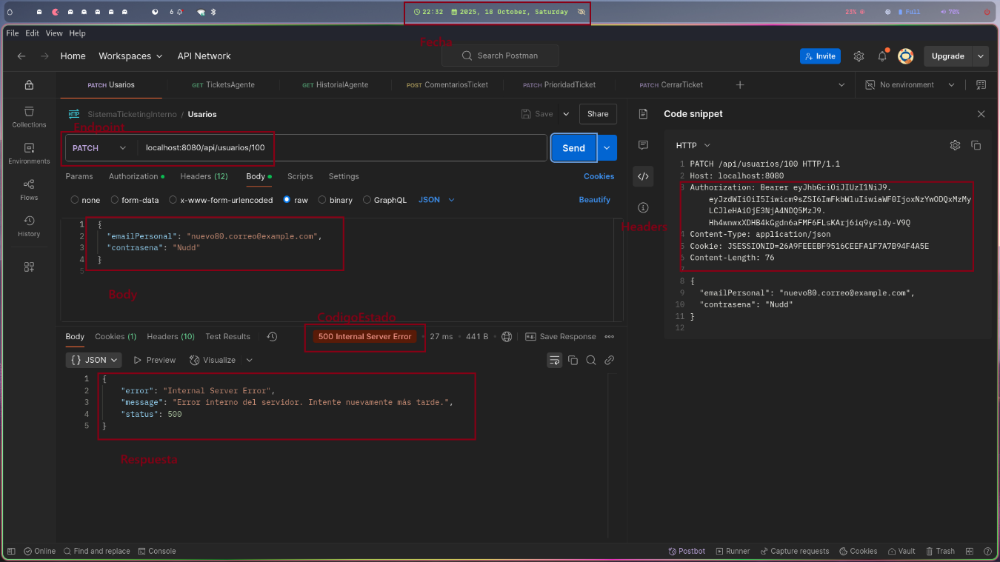 6
22:32 2025, 18 October, Saturday
23%
Full
70%
File Edit View Help
Fecha
Home Workspaces API Network
Search Postman
Invite
Upgrade
PATCH Usarios
GET TicketsAgente
GET HistorialAgente
POST ComentariosTicket
PATCH PrioridadTicket
PATCH CerrarTicket
No environment
Collections
Environments
Flows
History
HTTP SistemaTicketingInterno / Usarios
Save Share
Endpoint
PATCH localhost:8080/api/usuarios/100
Send
Params Authorization Headers (12) Body Scripts Settings Cookies
none form-data x-www-form-urlencoded raw binary GraphQL JSON Beautify
1 {
2 "emailPersonal": "nuevo80.correo@example.com",
3 "contrasena": "Nudd"
4 }
5
Body
CodigoEstado
Body Cookies (1) Headers (10) Test Results
500 Internal Server Error • 27 ms • 441 B
Save Response
{} JSON Preview Visualize
1 {
2 "error": "Internal Server Error",
3 "message": "Error interno del servidor. Intente nuevamente más tarde.",
4 "status": 500
5 }
Respuesta
Code snippet
HTTP
1 PATCH /api/usuarios/100 HTTP/1.1
2 Host: localhost:8080
3 Authorization: Bearer eyJhbGciOiJIUzI1NiJ9.
eyJzdWIiOiI5Iiwicm9sZSI6ImFkbWluIiwiaWF0IjoxNzYwODQxMzMy
LCJleHAiOjE3NjA4NDQ5MzJ9.
Hh4wnwxXDHB4kGgdn6aFMF6FLsKArj6iq9ysldy-V9Q
Headers
4 Content-Type: application/json
5 Cookie: JSESSIONID=26A9FEEEBF9516CEEFA1F7A7B94F4A5E
6 Content-Length: 76
7
8 {
9 "emailPersonal": "nuevo80.correo@example.com",
10 "contrasena": "Nudd"
11 }
12
Online Find and replace Console
Postbot Runner Capture requests Cookies Vault Trash